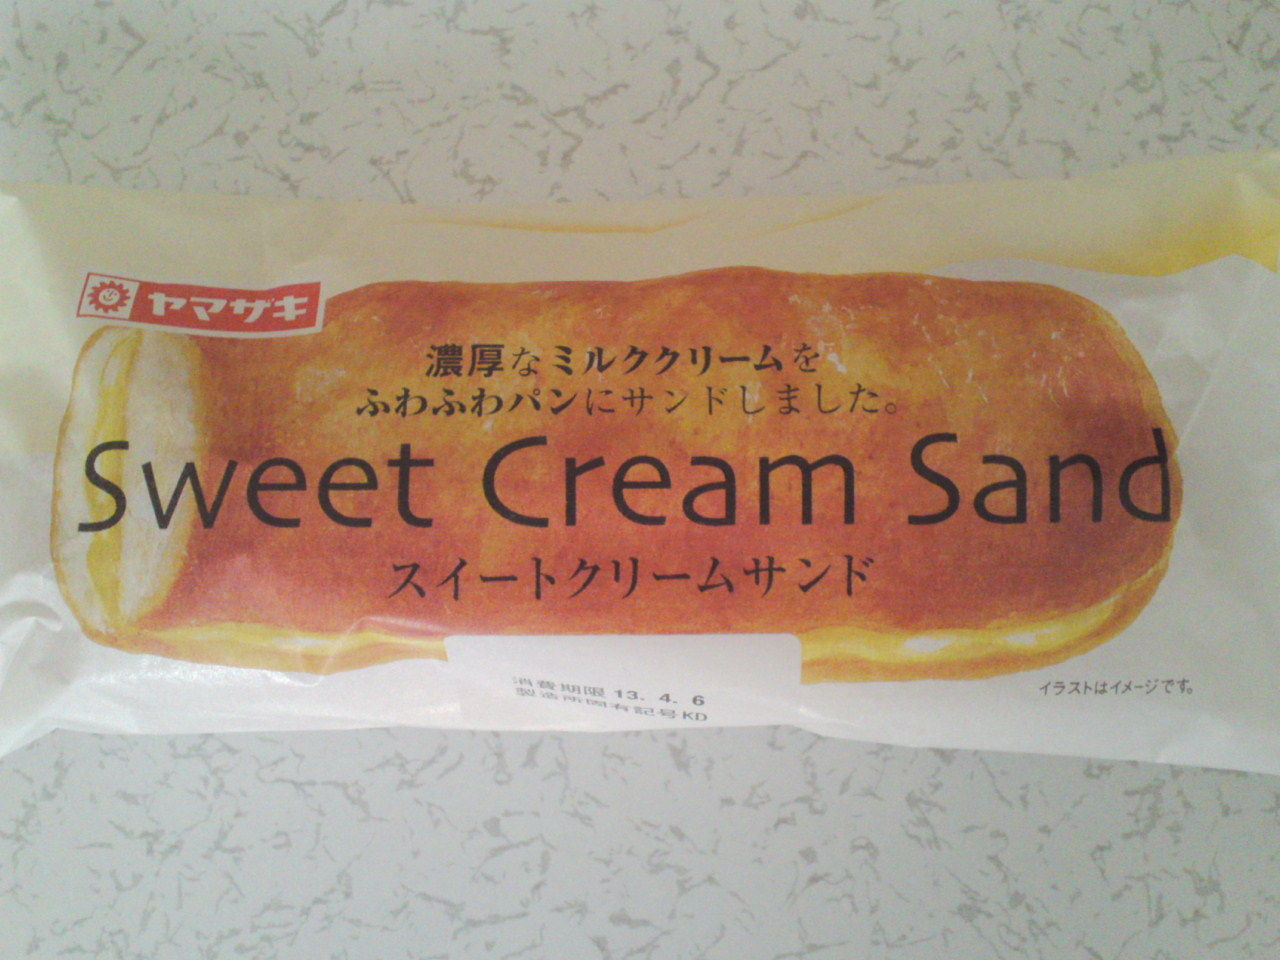 ヤマザキ
濃厚なミルククリームを
ふわふわパンにサンドしました。
Sweet Cream Sand
スイートクリームサンド
消費期限 13. 4. 6
製造所固有記号 KD
イラストはイメージです。